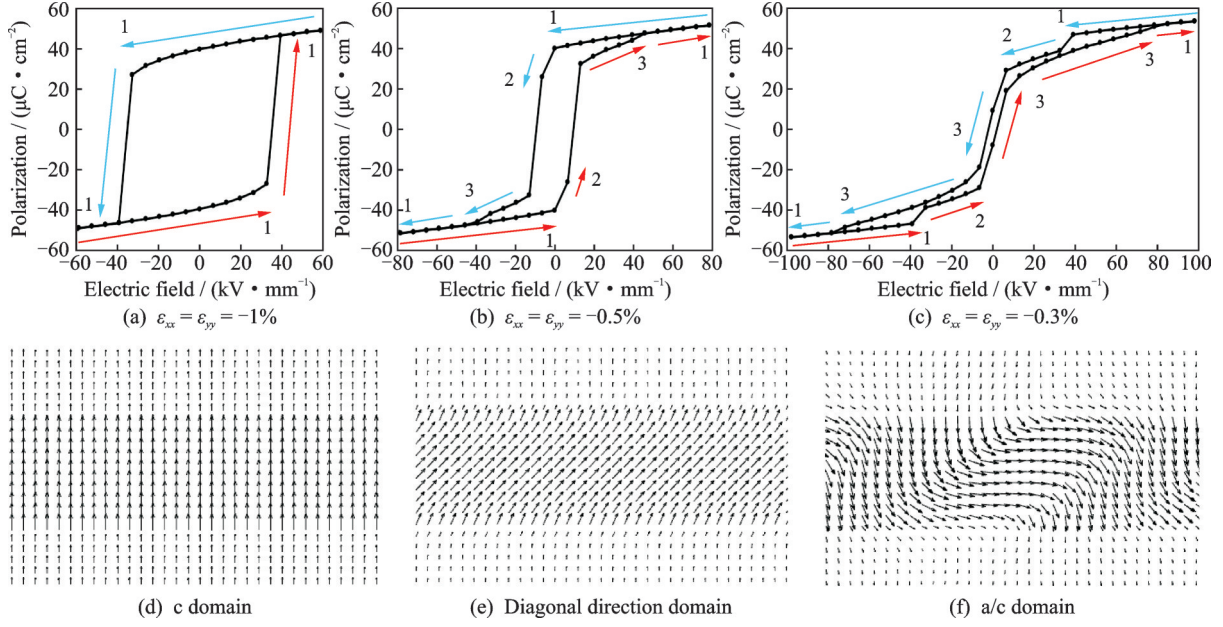 60
40
20
0
−20
−40
−60
Polarization / (μC • cm⁻²)
−60 −40 −20 0 20 40 60
Electric field / (kV • mm⁻¹)
1
1
1
1
(a) εxx = εyy = −1%
60
40
20
0
−20
−40
−60
Polarization / (μC • cm⁻²)
−80 −60 −40 −20 0 20 40 60 80
Electric field / (kV • mm⁻¹)
1
2
3
1
3
2
1
1
(b) εxx = εyy = −0.5%
60
40
20
0
−20
−40
−60
Polarization / (μC • cm⁻²)
−100 −80 −60 −40 −20 0 20 40 60 80 100
Electric field / (kV • mm⁻¹)
1
2
1
3
3
3
3
1
2
1
(c) εxx = εyy = −0.3%
(d) c domain
(e) Diagonal direction domain
(f) a/c domain